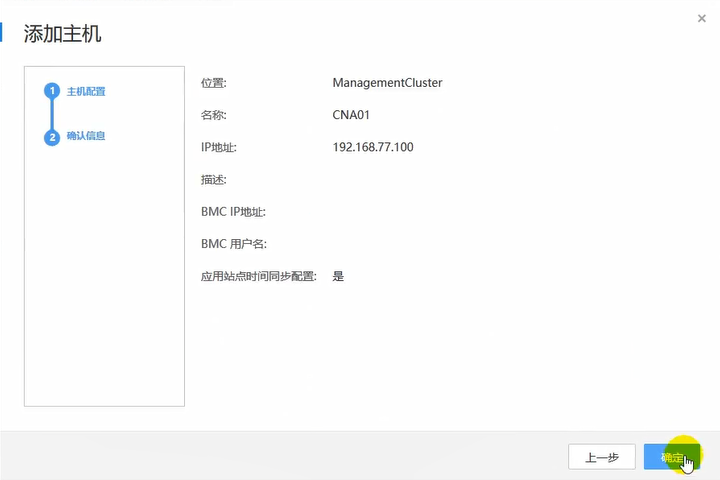 添加主机
1 主机配置
2 确认信息
位置: ManagementCluster
名称: CNA01
IP地址: 192.168.77.100
描述:
BMC IP地址:
BMC 用户名:
应用站点时间同步配置: 是
上一步 确定